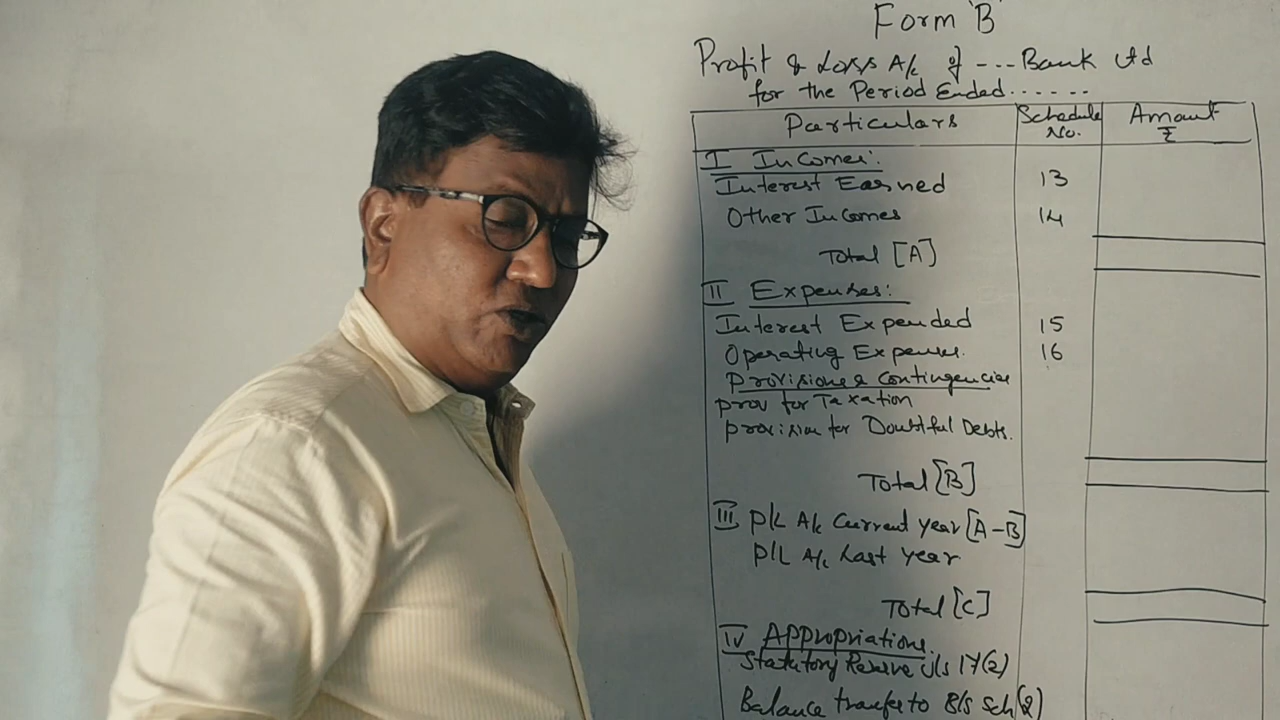 Form 'B'
Profit & Loss A/c of ---Bank Ltd
for the Period Ended......
Particulars Schedule No. Amount ₹
I Incomes:
Interest Earned 13
Other Incomes 14
Total [A]
II Expenses:
Interest Expended 15
Operating Expenses. 16
Provisions & Contingencies
prov for Taxation
provision for Doubtful Debts.
Total [B]
III P/L A/c Current year [A-B]
P/L A/c Last year
Total [C]
IV Appropriations.
Statutory Reserve u/s 17(2)
Balance transfer to B/S Sch(2)